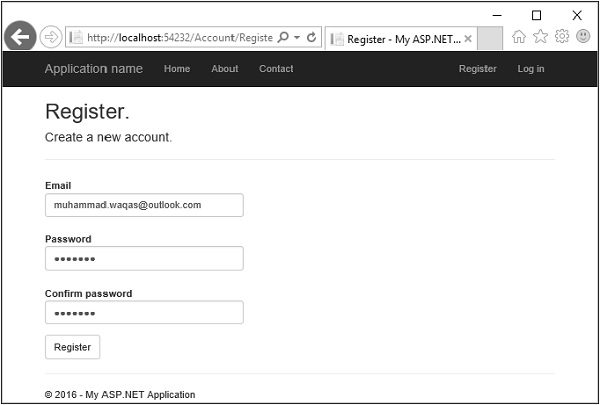 http://localhost:54232/Account/Registe
Register - My ASP.NET...
Application name Home About Contact Register Log in
Register.
Create a new account.
Email
muhammad.waqas@outlook.com
Password
•••••••
Confirm password
•••••••
Register
© 2016 - My ASP.NET Application